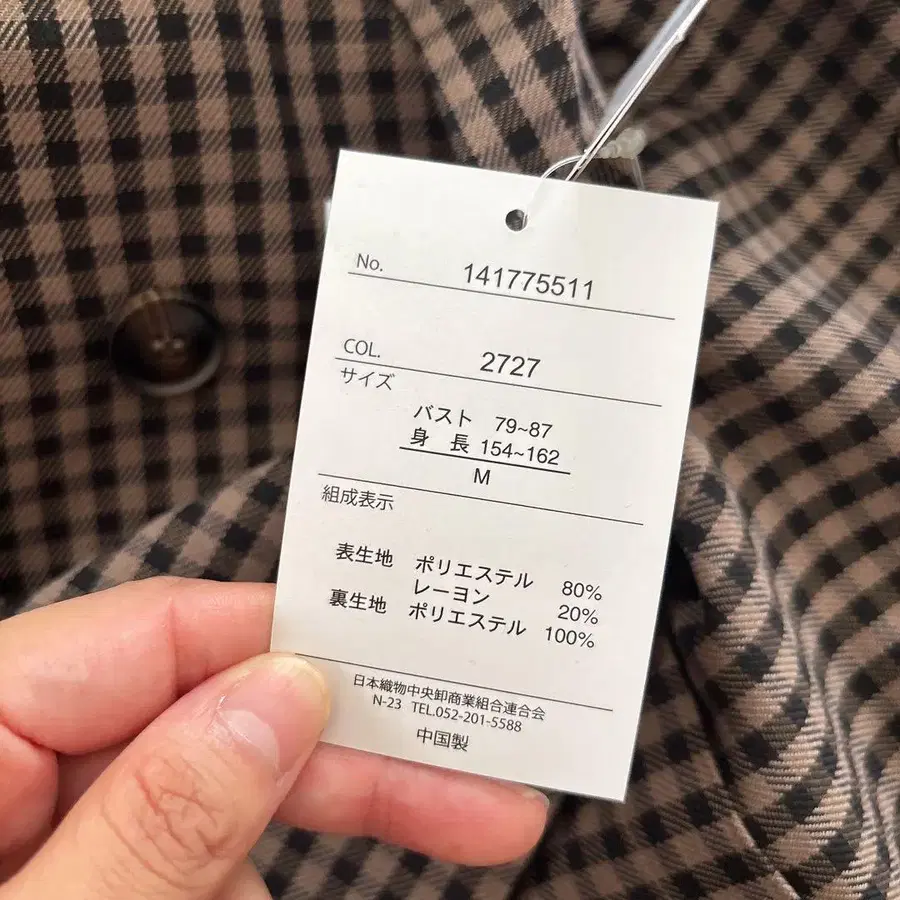 No. 141775511
COL. 2727
サイズ
バスト 79~87
身 長 154~162
M
組成表示
表生地 ポリエステル 80%
レーヨン 20%
裏生地 ポリエステル 100%
日本織物中央卸商業組合連合会
N-23 TEL.052-201-5588
中国製